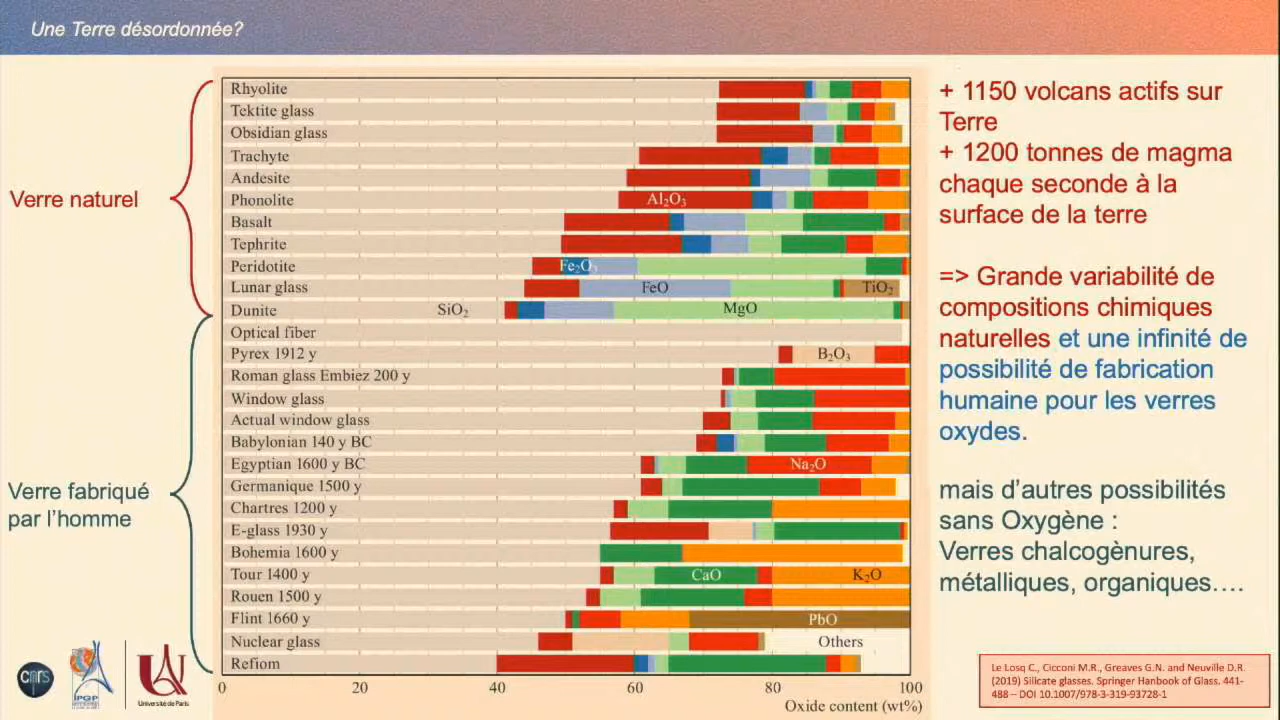 Une Terre désordonnée?
Verre naturel
Verre fabriqué
par l'homme
Rhyolite
Tektite glass
Obsidian glass
Trachyte
Andesite
Phonolite
Al₂O₃
Basalt
Tephrite
Peridotite
Fe₂O₃
Lunar glass
FeO
TiO₂
Dunite
SiO₂
MgO
Optical fiber
Pyrex 1912 y
B₂O₃
Roman glass Embiez 200 y
Window glass
Actual window glass
Babylonian 140 y BC
Egyptian 1600 y BC
Na₂O
Germanique 1500 y
Chartres 1200 y
E-glass 1930 y
Bohemia 1600 y
Tour 1400 y
CaO
K₂O
Rouen 1500 y
Flint 1660 y
PbO
Nuclear glass
Others
Refiom
0 20 40 60 80 100
Oxide content (wt%)
+ 1150 volcans actifs sur
Terre
+ 1200 tonnes de magma
chaque seconde à la
surface de la terre
=> Grande variabilité de
compositions chimiques
naturelles et une infinité de
possibilité de fabrication
humaine pour les verres
oxydes.
mais d'autres possibilités
sans Oxygène :
Verres chalcogènures,
métalliques, organiques….
Le Losq C., Cicconi M.R., Greaves G.N. and Neuville D.R.
(2019) Silicate glasses. Springer Hanbook of Glass. 441-
488 – DOI 10.1007/978-3-319-93728-1
cnrs
IPGP
Université de Paris